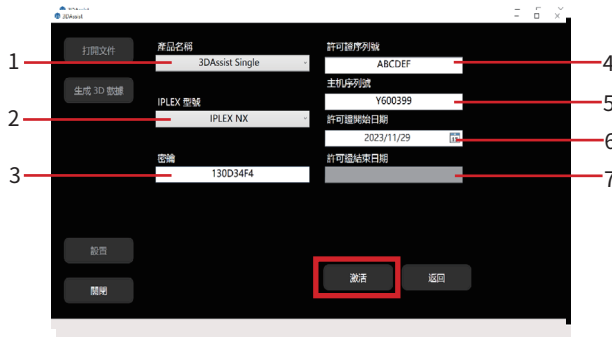 3DAssist
打開文件
生成 3D 數據
設置
關閉
1
產品名稱
3DAssist Single
2
IPLEX 型號
IPLEX NX
3
密鑰
130D34F4
許可證序列號
ABCDEF
4
主机序列號
Y600399
5
許可證開始日期
2023/11/29
6
許可證結束日期
7
激活
返回